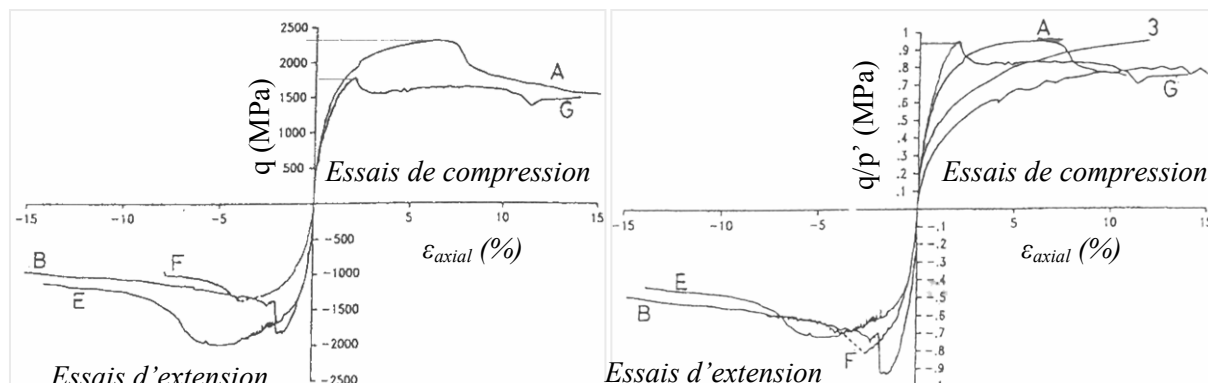 q (MPa)
2500
2000
1500
1000
500
A
G
Essais de compression
-15
-10
-5
5
10
15
ε_axial (%)
-500
-1000
-1500
-2000
-2500
B
F
E
Essais d’extension
q/p’ (MPa)
1
.9
.8
.7
.6
.5
.4
.3
.2
.1
A
3
G
Essais de compression
-15
-10
-5
5
10
15
ε_axial (%)
-.1
-.2
-.3
-.4
-.6
-.7
-.8
-.9
E
B
F
Essais d’extension